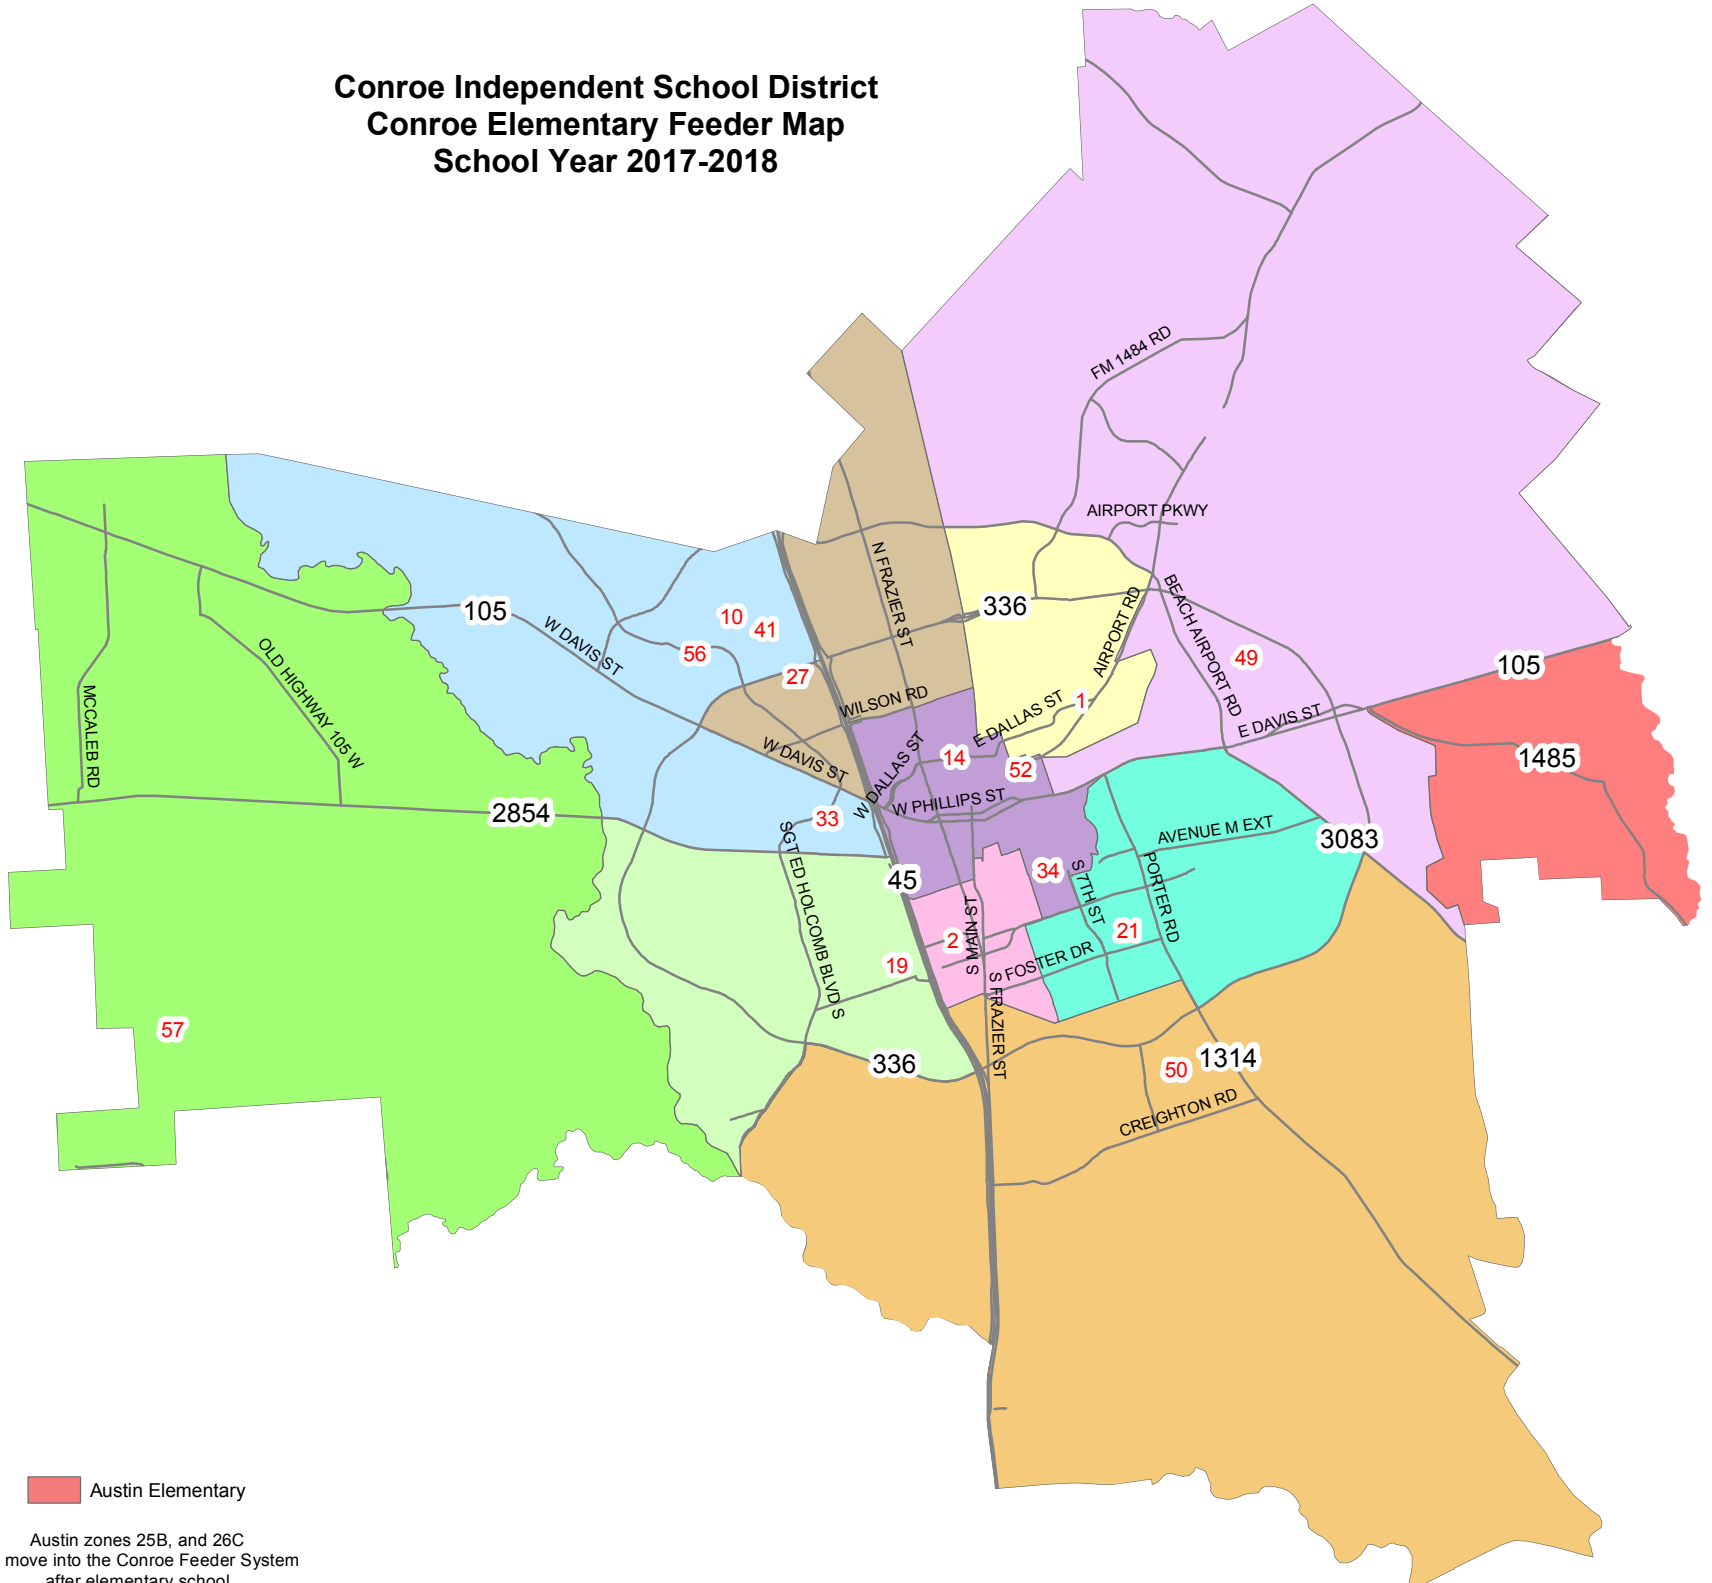 Conroe Independent School District
Conroe Elementary Feeder Map
School Year 2017-2018
FM 1484 RD
AIRPORT PKWY
N FRAZIER ST
336
105
W DAVIS ST
10
41
56
27
AIRPORT RD
BEACH AIRPORT RD
49
105
OLD HIGHWAY 105 W
MCCALEB RD
WILSON RD
1
E DALLAS ST
E DAVIS ST
W DAVIS ST
W DALLAS ST
14
52
1485
2854
33
W PHILLIPS ST
AVENUE M EXT
3083
SGT ED HOLCOMB BLVD S
45
34
S 7TH ST
PORTER RD
S MAIN ST
2
21
19
FOSTER DR
57
S FRAZIER ST
336
50
1314
CREIGHTON RD
Austin Elementary
Austin zones 25B, and 26C
move into the Conroe Feeder System
after elementary school